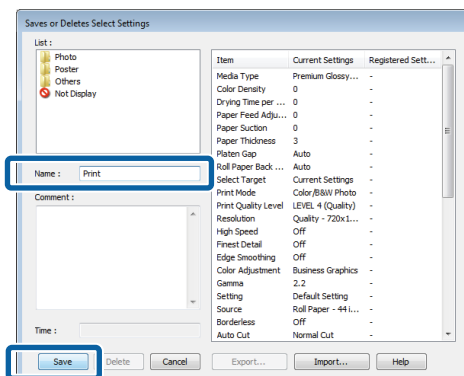 Saves or Deletes Select Settings
List :
Photo
Poster
Others
Not Display
Name : Print
Comment :
Time :
Item Current Settings Registered Sett...
Media Type Premium Glossy... -
Color Density 0 -
Drying Time per ... 0 -
Paper Feed Adju... 0 -
Paper Suction 0 -
Paper Thickness 3 -
Platen Gap Auto -
Roll Paper Back ... Auto -
Select Target Current Settings -
Print Mode Color/B&W Photo -
Print Quality Level LEVEL 4 (Quality) -
Resolution Quality - 720x1... -
High Speed Off -
Finest Detail Off -
Edge Smoothing Off -
Color Adjustment Business Graphics -
Gamma 2.2 -
Setting Default Setting -
Source Roll Paper - 44 i... -
Borderless Off -
Auto Cut Normal Cut -
Save Delete Cancel Export... Import... Help